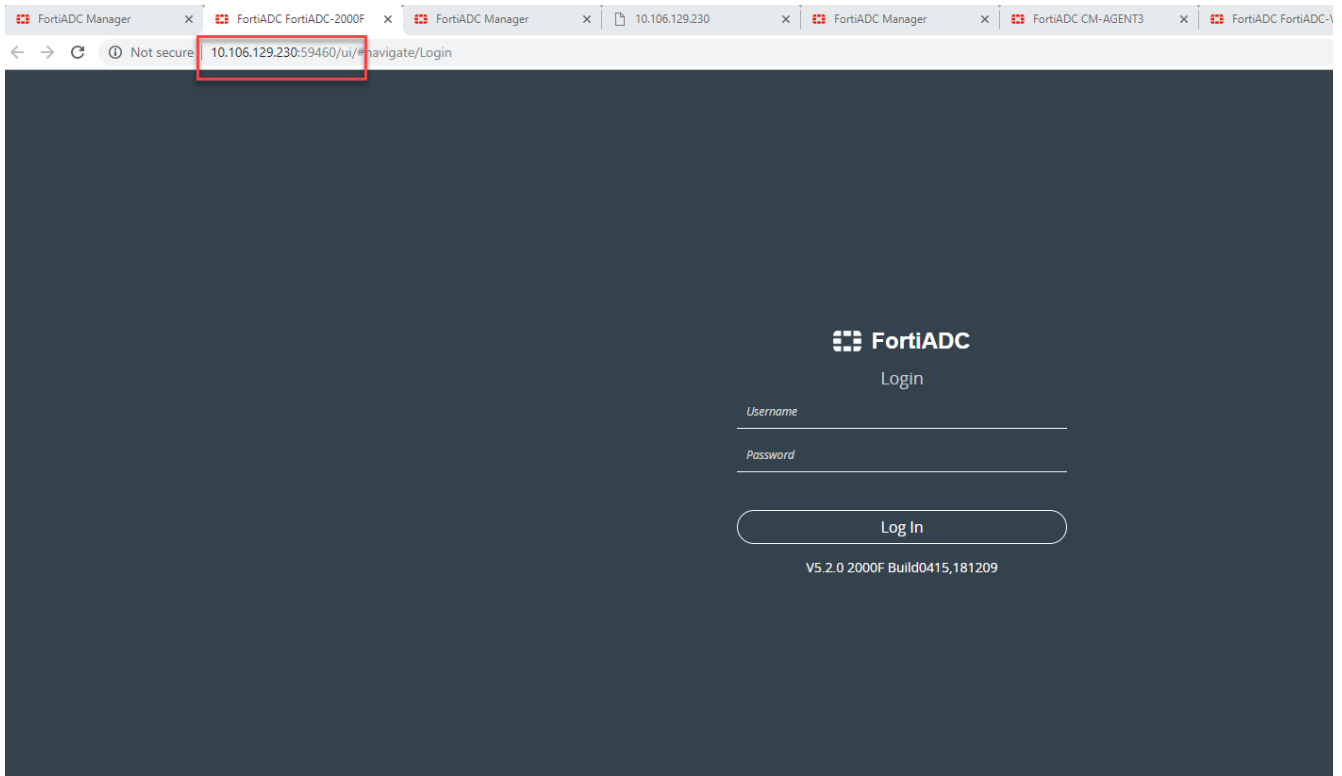 FortiADC Manager
FortiADC FortiADC-2000F
FortiADC Manager
10.106.129.230
FortiADC Manager
FortiADC CM-AGENT3
FortiADC FortiADC-V
Not secure
10.106.129.230:59460/ui/#navigate/Login
FortiADC
Login
Username
Password
Log In
V5.2.0 2000F Build0415,181209